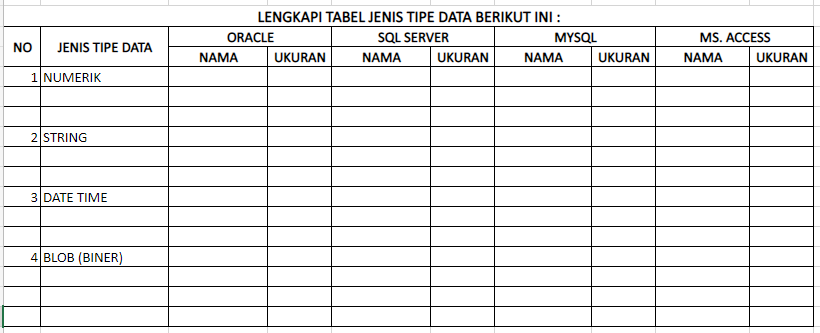 LENGKAPI TABEL JENIS TIPE DATA BERIKUT INI :
NO JENIS TIPE DATA ORACLE SQL SERVER MYSQL MS. ACCESS
NAMA UKURAN NAMA UKURAN NAMA UKURAN NAMA UKURAN
1 NUMERIK
2 STRING
3 DATE TIME
4 BLOB (BINER)